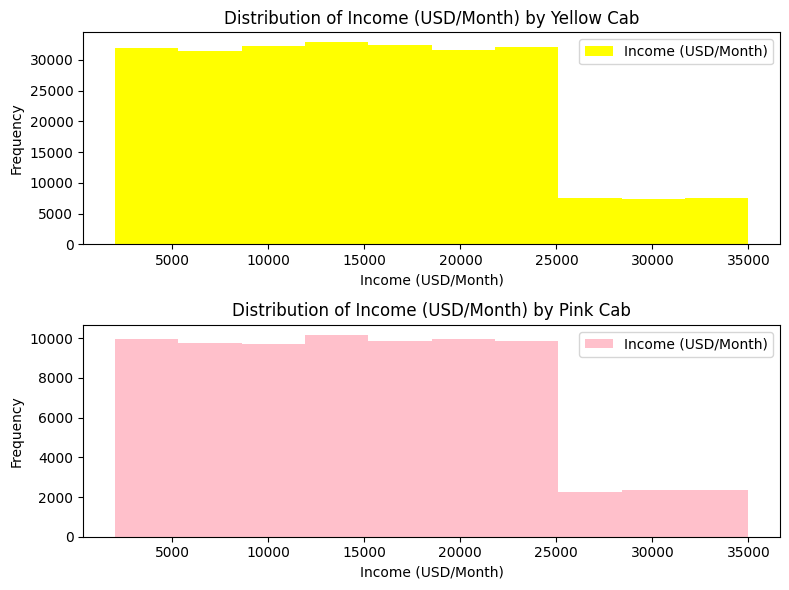 Distribution of Income (USD/Month) by Yellow Cab
Income (USD/Month)
Frequency
30000
25000
20000
15000
10000
5000
0
5000 10000 15000 20000 25000 30000 35000
Income (USD/Month)
Distribution of Income (USD/Month) by Pink Cab
Income (USD/Month)
Frequency
10000
8000
6000
4000
2000
0
5000 10000 15000 20000 25000 30000 35000
Income (USD/Month)